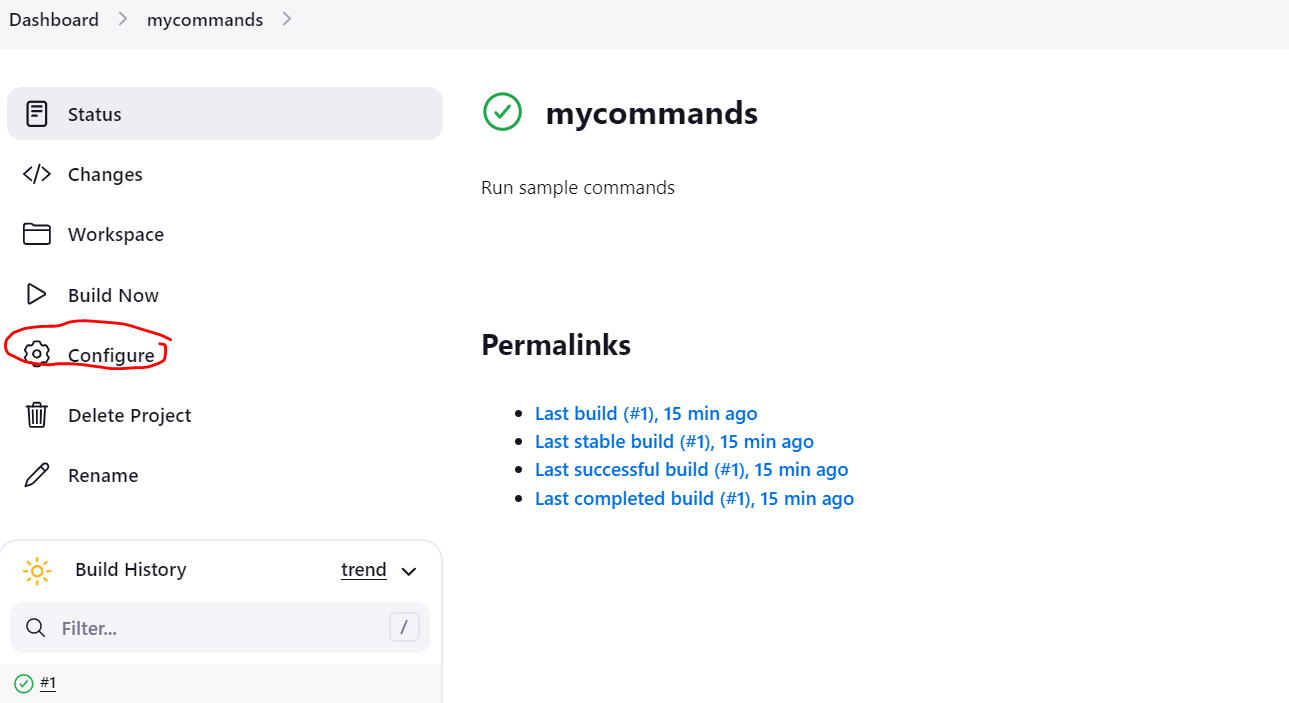 Dashboard > mycommands >
Status
Changes
Workspace
Build Now
Configure
Delete Project
Rename
Build History trend
Filter... /
#1
mycommands
Run sample commands
Permalinks
Last build (#1), 15 min ago
Last stable build (#1), 15 min ago
Last successful build (#1), 15 min ago
Last completed build (#1), 15 min ago